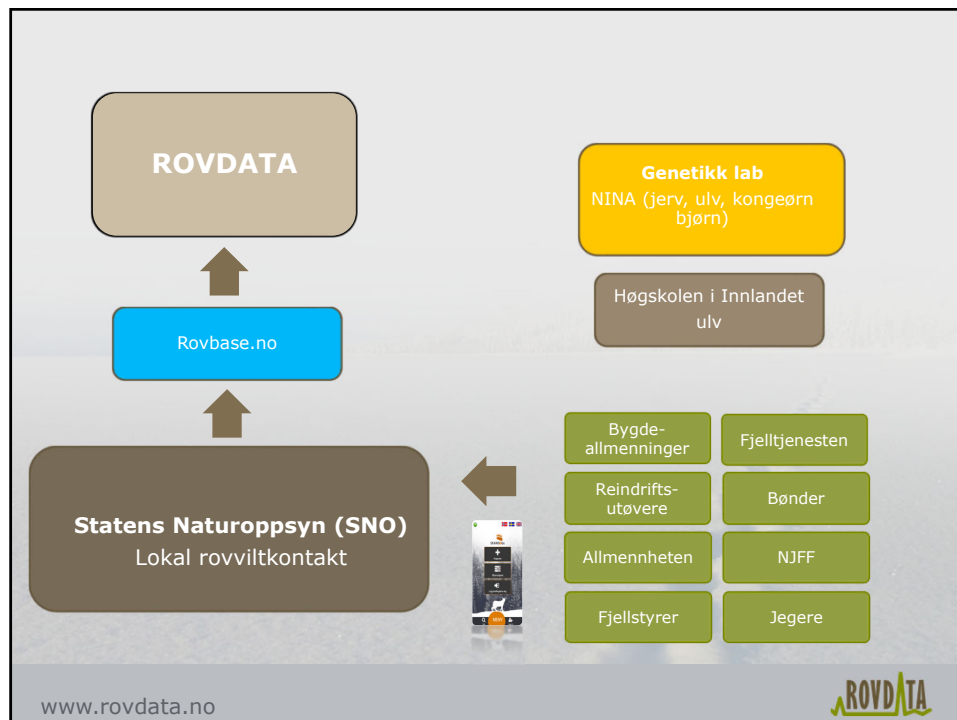 ROVDATA
Rovbase.no
Statens Naturoppsyn (SNO)
Lokal rovviltkontakt
Genetikk lab
NINA (jerv, ulv, kongeørn
bjørn)
Høgskolen i Innlandet
ulv
Bygde-
allmenninger
Fjelltjenesten
Reindrifts-
utøvere
Bønder
Allmennheten
NJFF
Fjellstyrer
Jegere
www.rovdata.no
ROVDATA